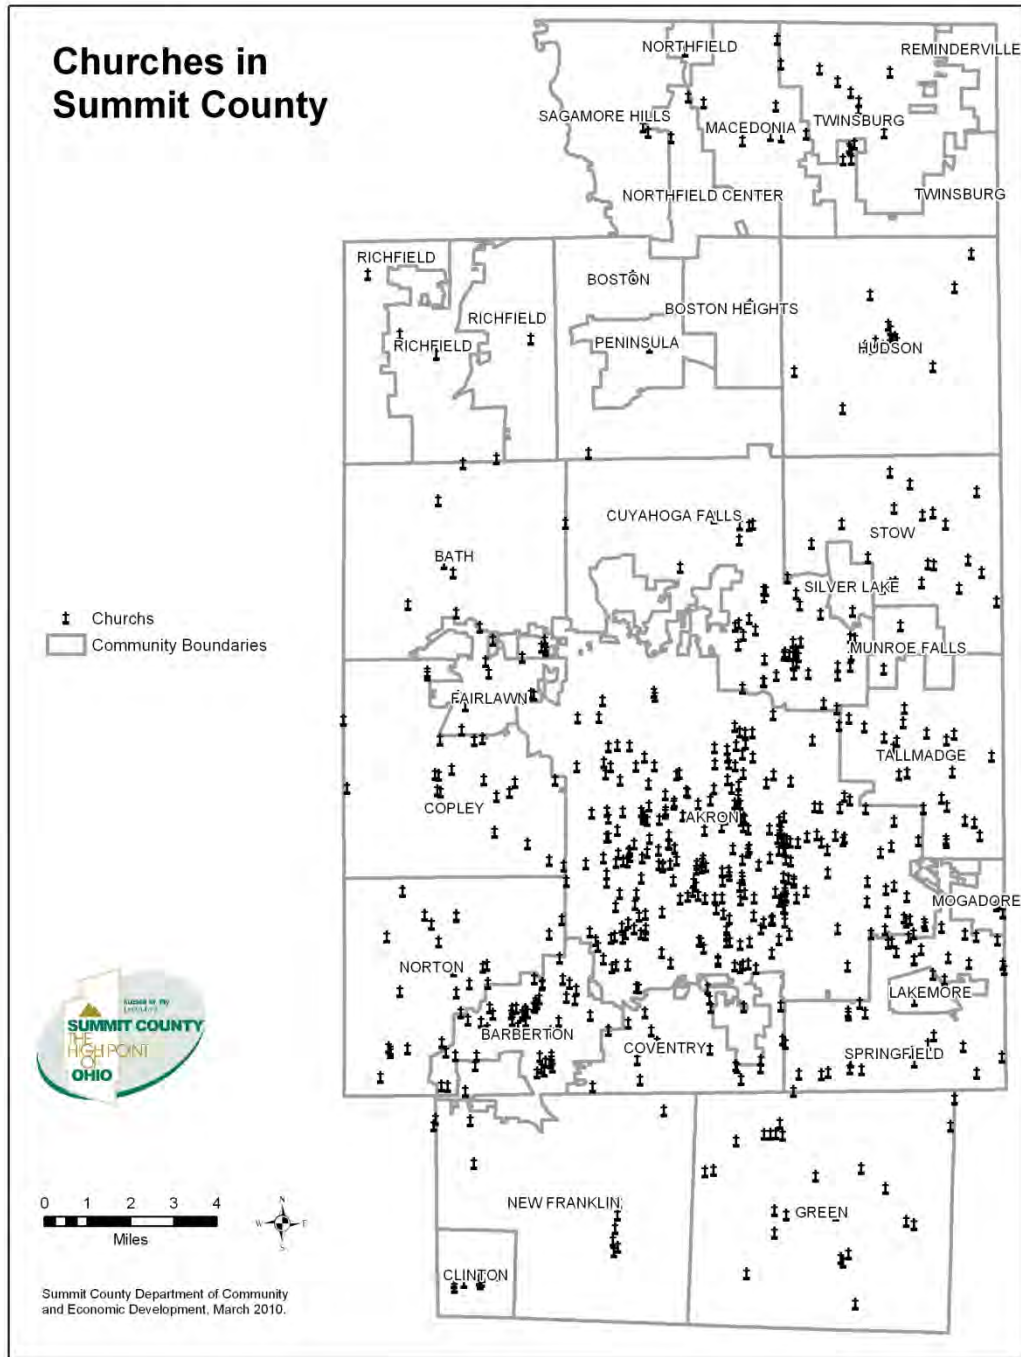 Churches in
Summit County
NORTHFIELD
REMINDERVILLE
SAGAMORE HILLS
MACEDONIA
TWINSBURG
NORTHFIELD CENTER
TWINSBURG
RICHFIELD
BOSTON
RICHFIELD
BOSTON HEIGHTS
RICHFIELD
PENINSULA
HUDSON
CUYAHOGA FALLS
STOW
BATH
SILVER LAKE
Churchs
Community Boundaries
MUNROE FALLS
FAIRLAWN
TALLMADGE
COPLEY
AKRON
MOGADORE
NORTON
LAKEMORE
SUMMIT COUNTY
THE
HIGH POINT
OF
OHIO
BARBERTON
COVENTRY
SPRINGFIELD
NEW FRANKLIN
GREEN
CLINTON
0 1 2 3 4
Miles
N
W E
S
Summit County Department of Community
and Economic Development, March 2010.